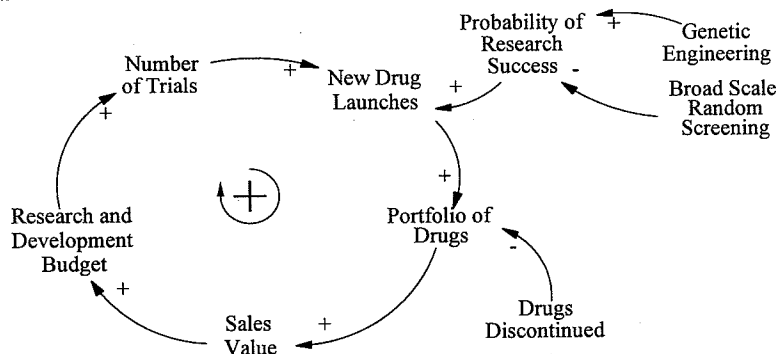 Probability of
Research
Success
+
-
Genetic
Engineering
Broad Scale
Random
Screening
Number
of Trials
+
New Drug
Launches
+
+
+
+
Research and
Development
Budget
Portfolio of
Drugs
-
+
Sales
Value
+
Drugs
Discontinued